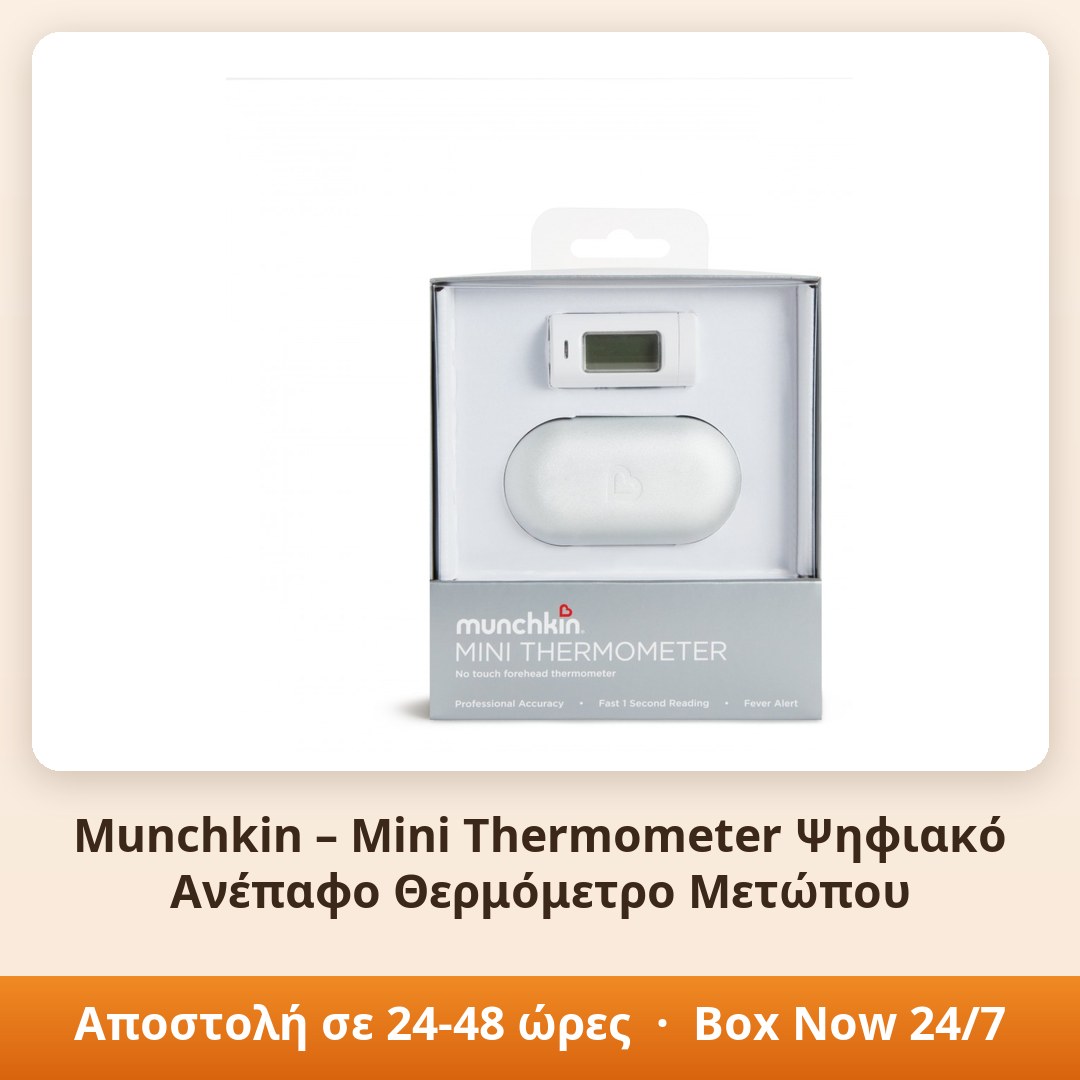 munchkin
MINI THERMOMETER
No touch forehead thermometer
Professional Accuracy • Fast 1 Second Reading • Fever Alert
Munchkin – Mini Thermometer Ψηφιακό
Ανέπαφο Θερμόμετρο Μετώπου
Αποστολή σε 24-48 ώρες · Box Now 24/7